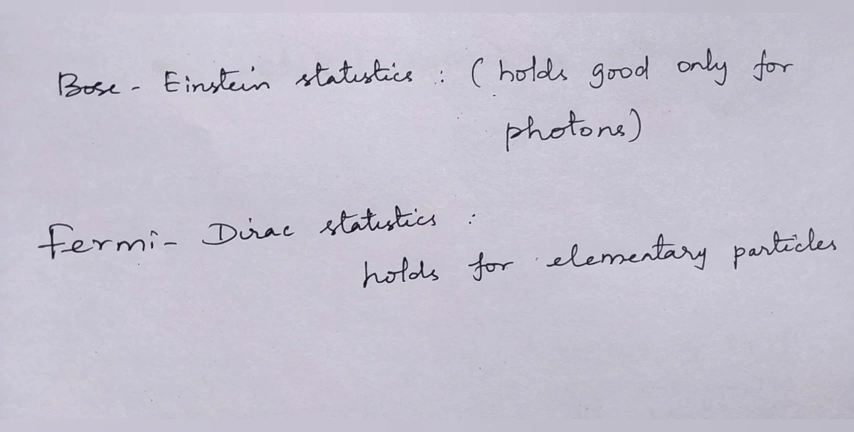 Bose - Einstein statistics : ( holds good only for
photons)
Fermi - Dirac statistics :
holds for elementary particles